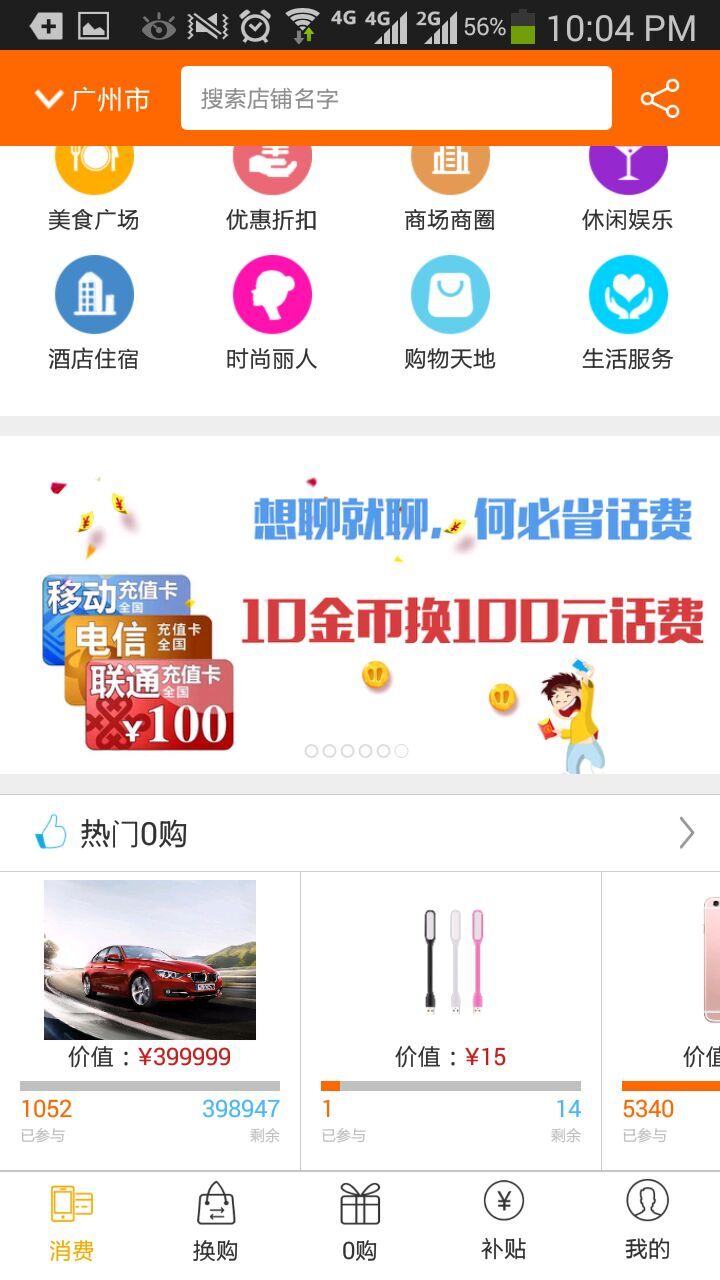 4G 4G 2G 56% 10:04 PM
广州市 搜索店铺名字
美食广场 优惠折扣 商场商圈 休闲娱乐
酒店住宿 时尚丽人 购物天地 生活服务
想聊就聊,何必省话费
移动 充值卡 全国
10金币换100元话费
电信 充值卡 全国
联通 充值卡 全国
¥100
热门0购
价值：¥399999 价值：¥15 价值
1052 398947 1 14 5340
已参与 剩余 已参与 剩余 已参与
消费 换购 0购 补贴 我的